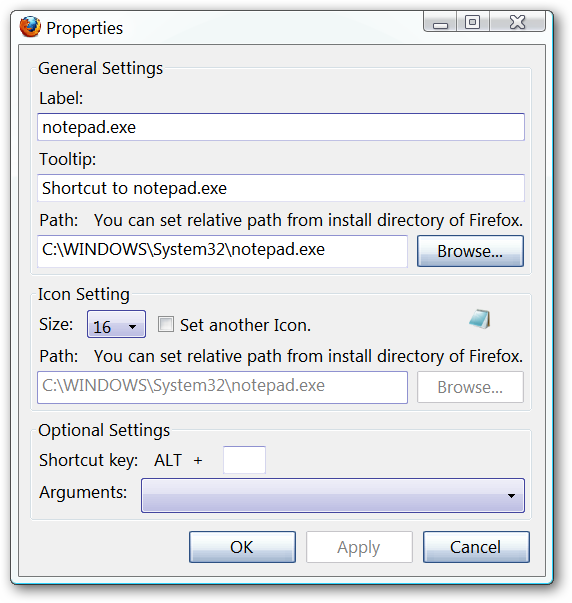 Properties
General Settings
Label:
notepad.exe
Tooltip:
Shortcut to notepad.exe
Path: You can set relative path from install directory of Firefox.
C:\WINDOWS\System32\notepad.exe Browse...
Icon Setting
Size: 16 Set another Icon.
Path: You can set relative path from install directory of Firefox.
C:\WINDOWS\System32\notepad.exe Browse...
Optional Settings
Shortcut key: ALT +
Arguments:
OK Apply Cancel